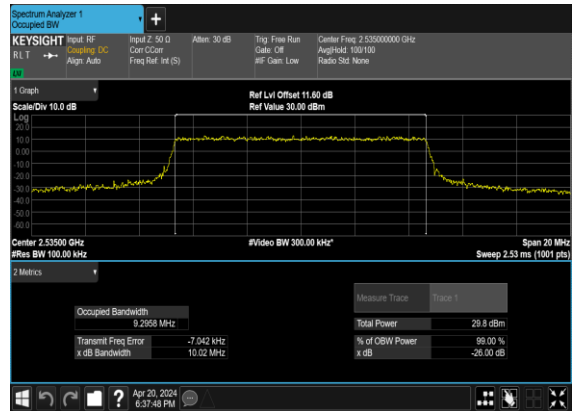 Spectrum Analyzer 1
Occupied BW
KEYSIGHT
RLT
LV
Input: RF
Coupling: DC
Align: Auto
Input Z: 50 Ω
Corr CCorr
Freq Ref: Int (S)
Atten: 30 dB
Trig: Free Run
Gate: Off
#IF Gain: Low
Center Freq: 2.535000000 GHz
Avg|Hold: 100/100
Radio Std: None
1 Graph
Scale/Div 10.0 dB
Ref Lvl Offset 11.60 dB
Ref Value 30.00 dBm
Log
20.0
10.0
0.00
-10.0
-20.0
-30.0
-40.0
-50.0
-60.0
Center 2.53500 GHz
#Res BW 100.00 kHz
#Video BW 300.00 kHz*
Span 20 MHz
Sweep 2.53 ms (1001 pts)
2 Metrics
Measure Trace Trace 1
Occupied Bandwidth
9.2958 MHz
Total Power 29.8 dBm
Transmit Freq Error -7.042 kHz
x dB Bandwidth 10.02 MHz
% of OBW Power 99.00 %
x dB -26.00 dB
?
Apr 20, 2024
6:37:48 PM